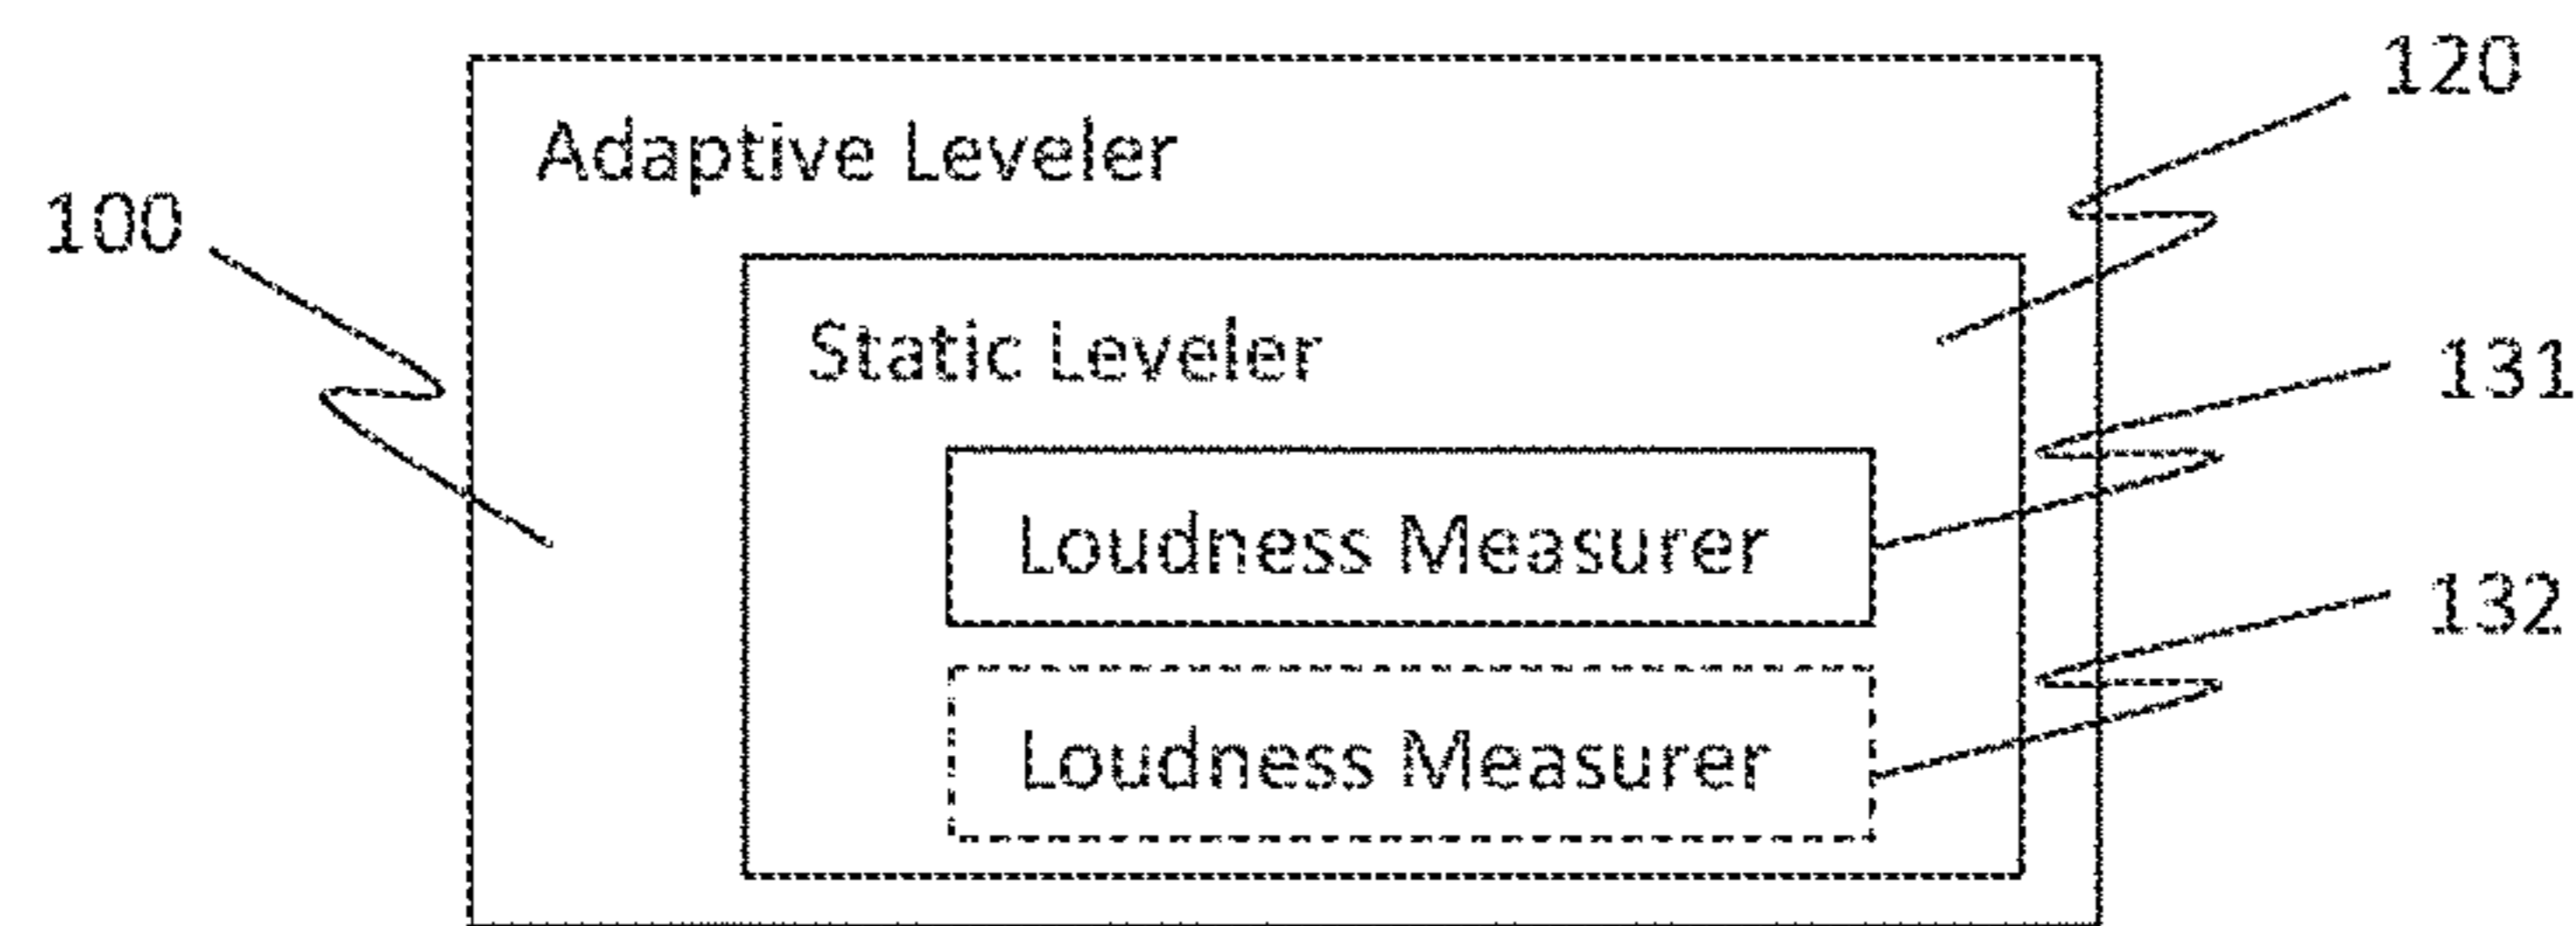 120
Adaptive Leveler
100
Static Leveler
131
Loudness Measurer
132
Loudness Measurer